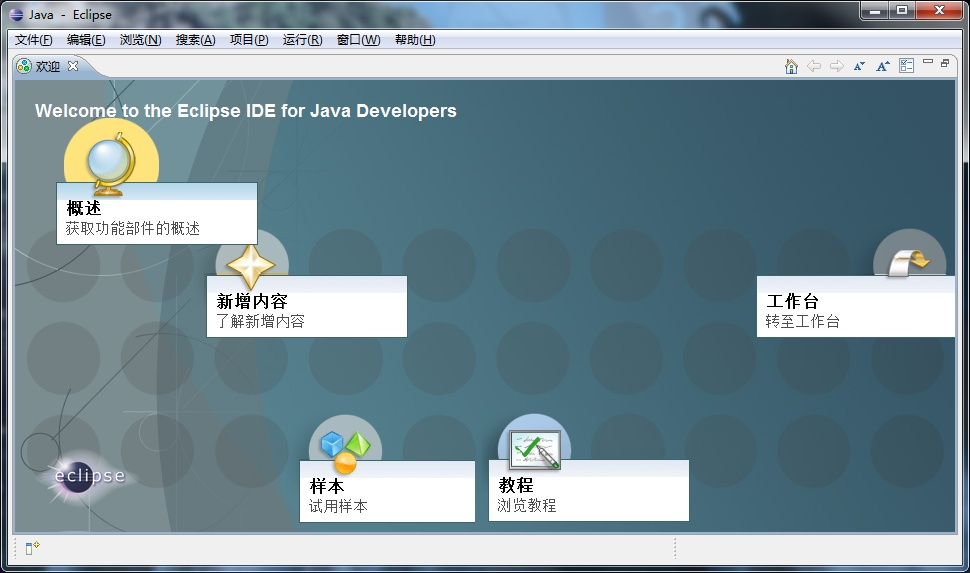 Java - Eclipse
文件(F) 编辑(E) 浏览(N) 搜索(A) 项目(P) 运行(R) 窗口(W) 帮助(H)
欢迎
Welcome to the Eclipse IDE for Java Developers
概述
获取功能部件的概述
新增内容
了解新增内容
工作台
转至工作台
样本
试用样本
教程
浏览教程
eclipse